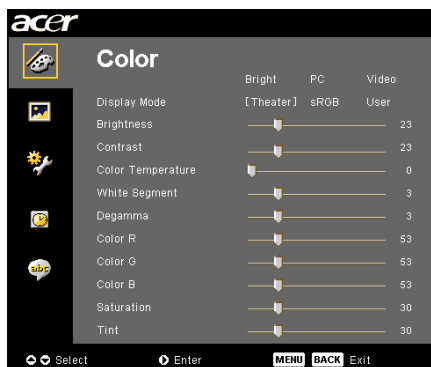 acer
Color
Bright PC Video
Display Mode [Theater] sRGB User
Brightness 23
Contrast 23
Color Temperature 0
White Segment 3
Degamma 3
Color R 53
Color G 53
Color B 53
Saturation 30
Tint 30
abc
Select Enter MENU BACK Exit